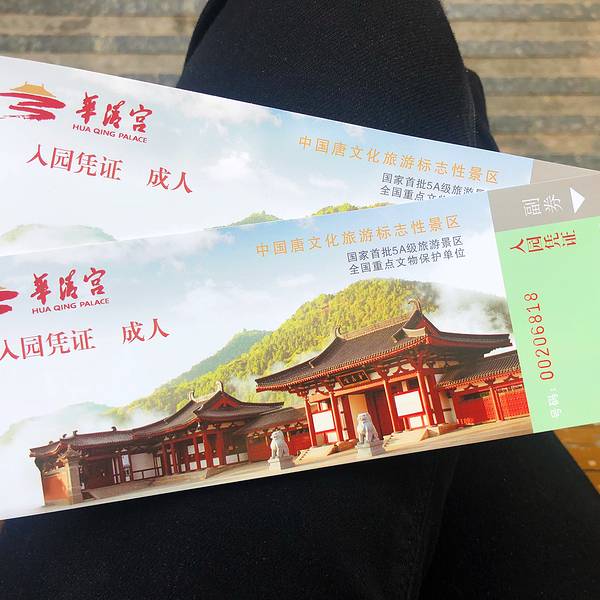 華清宫
HUA QING PALACE
入园凭证 成人
中国唐文化旅游标志性景区
国家首批5A级旅游景区
全国重点文物保护单位
華清宫
HUA QING PALACE
入园凭证 成人
中国唐文化旅游标志性景区
国家首批5A级旅游景区
全国重点文物保护单位
副券
入园凭证
号码:00206818